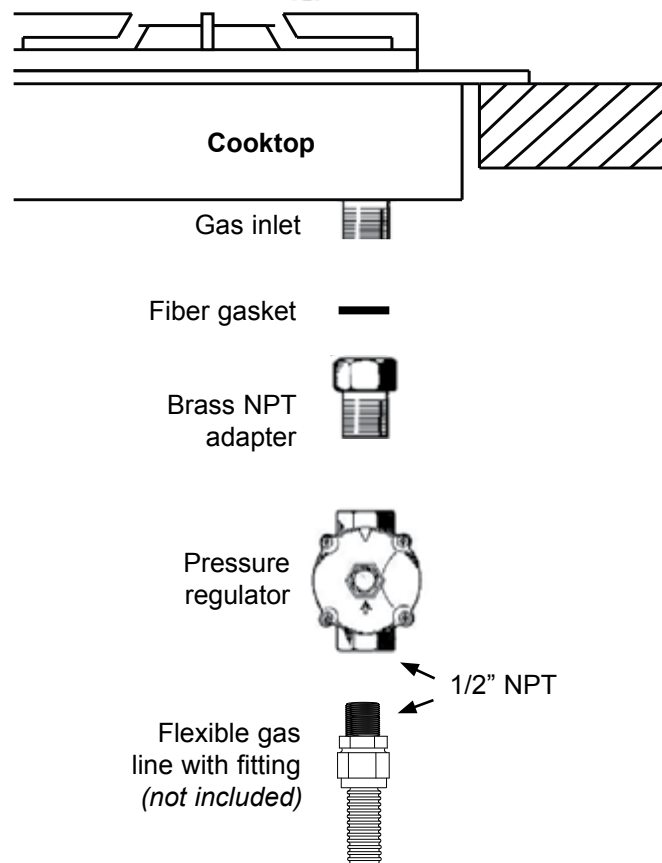 Cooktop
Gas inlet
Fiber gasket
Brass NPT
adapter
Pressure
regulator
1/2” NPT
Flexible gas
line with fitting
(not included)